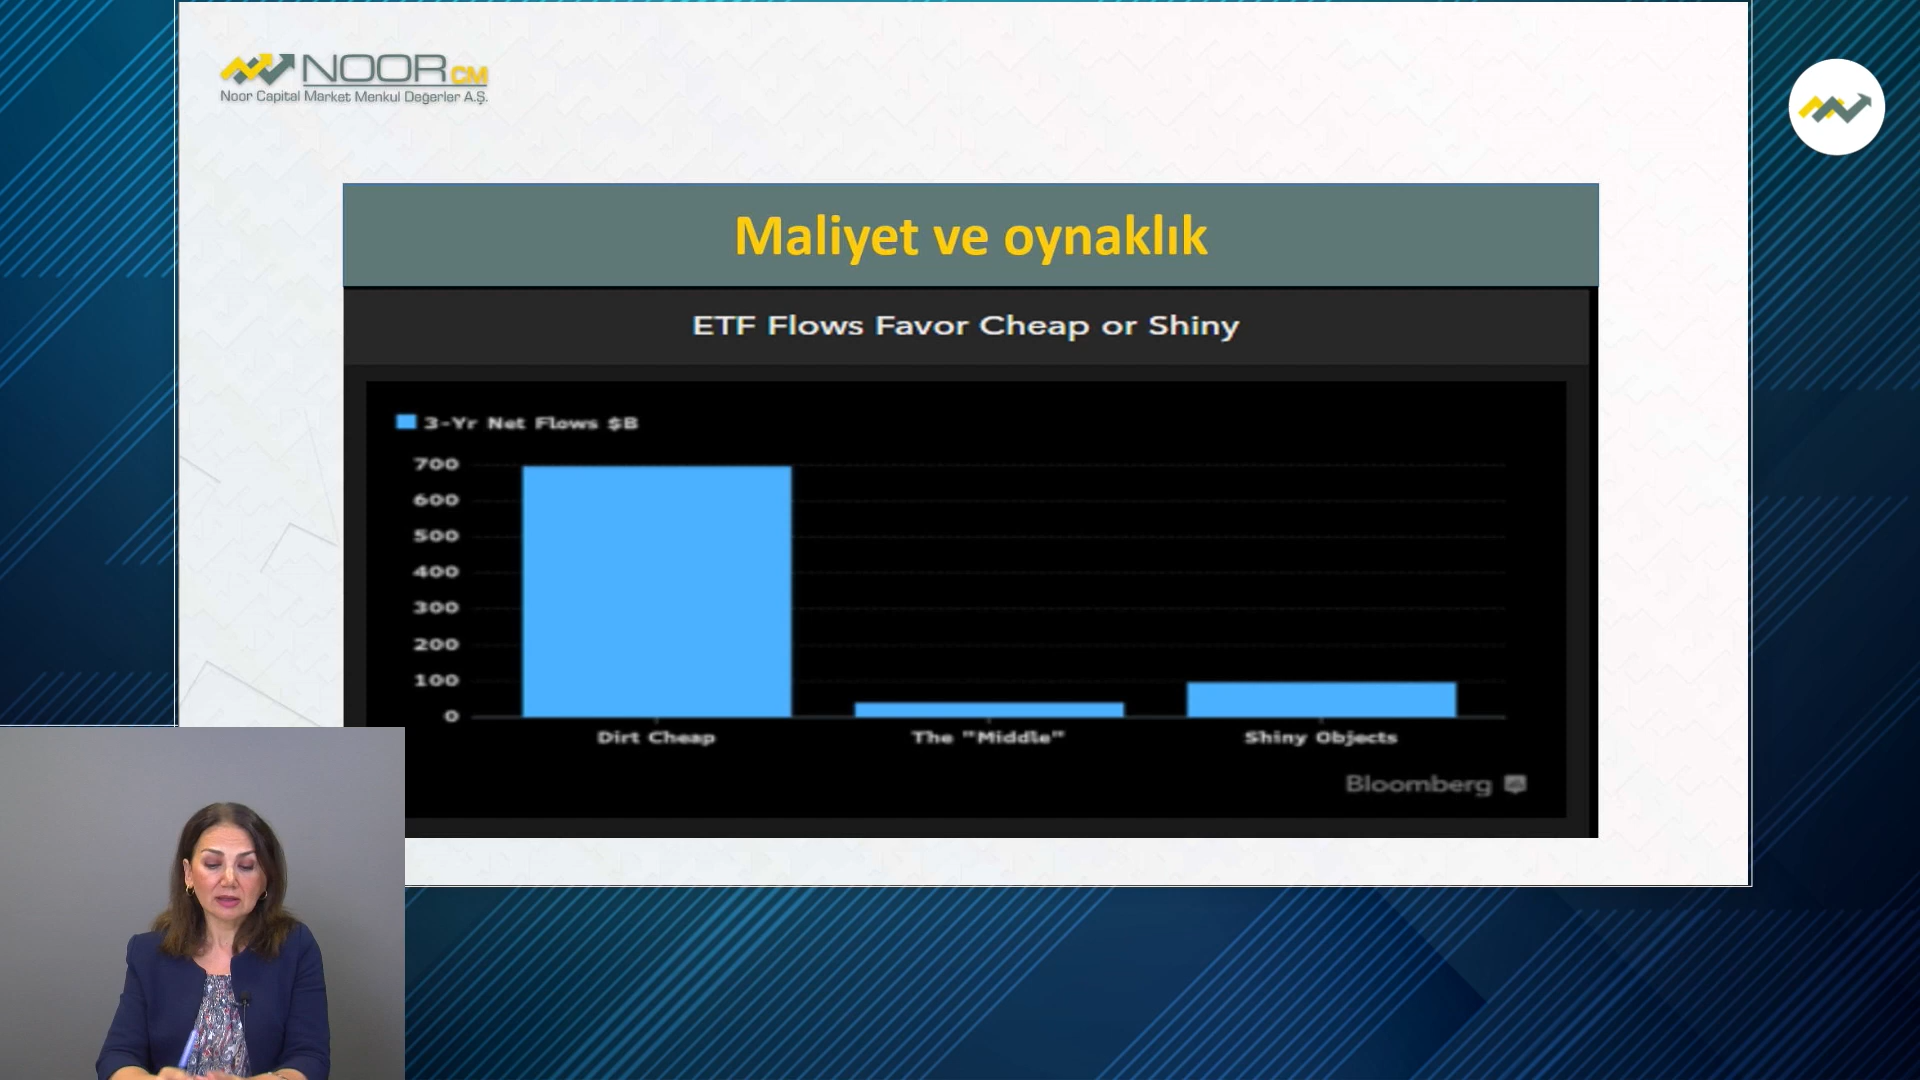 NOOR CM
Noor Capital Market Menkul Değerler A.Ş.
Maliyet ve oynaklık
ETF Flows Favor Cheap or Shiny
3-Yr Net Flows $B
700
600
500
400
300
200
100
0
Dirt Cheap
The "Middle"
Shiny Objects
Bloomberg